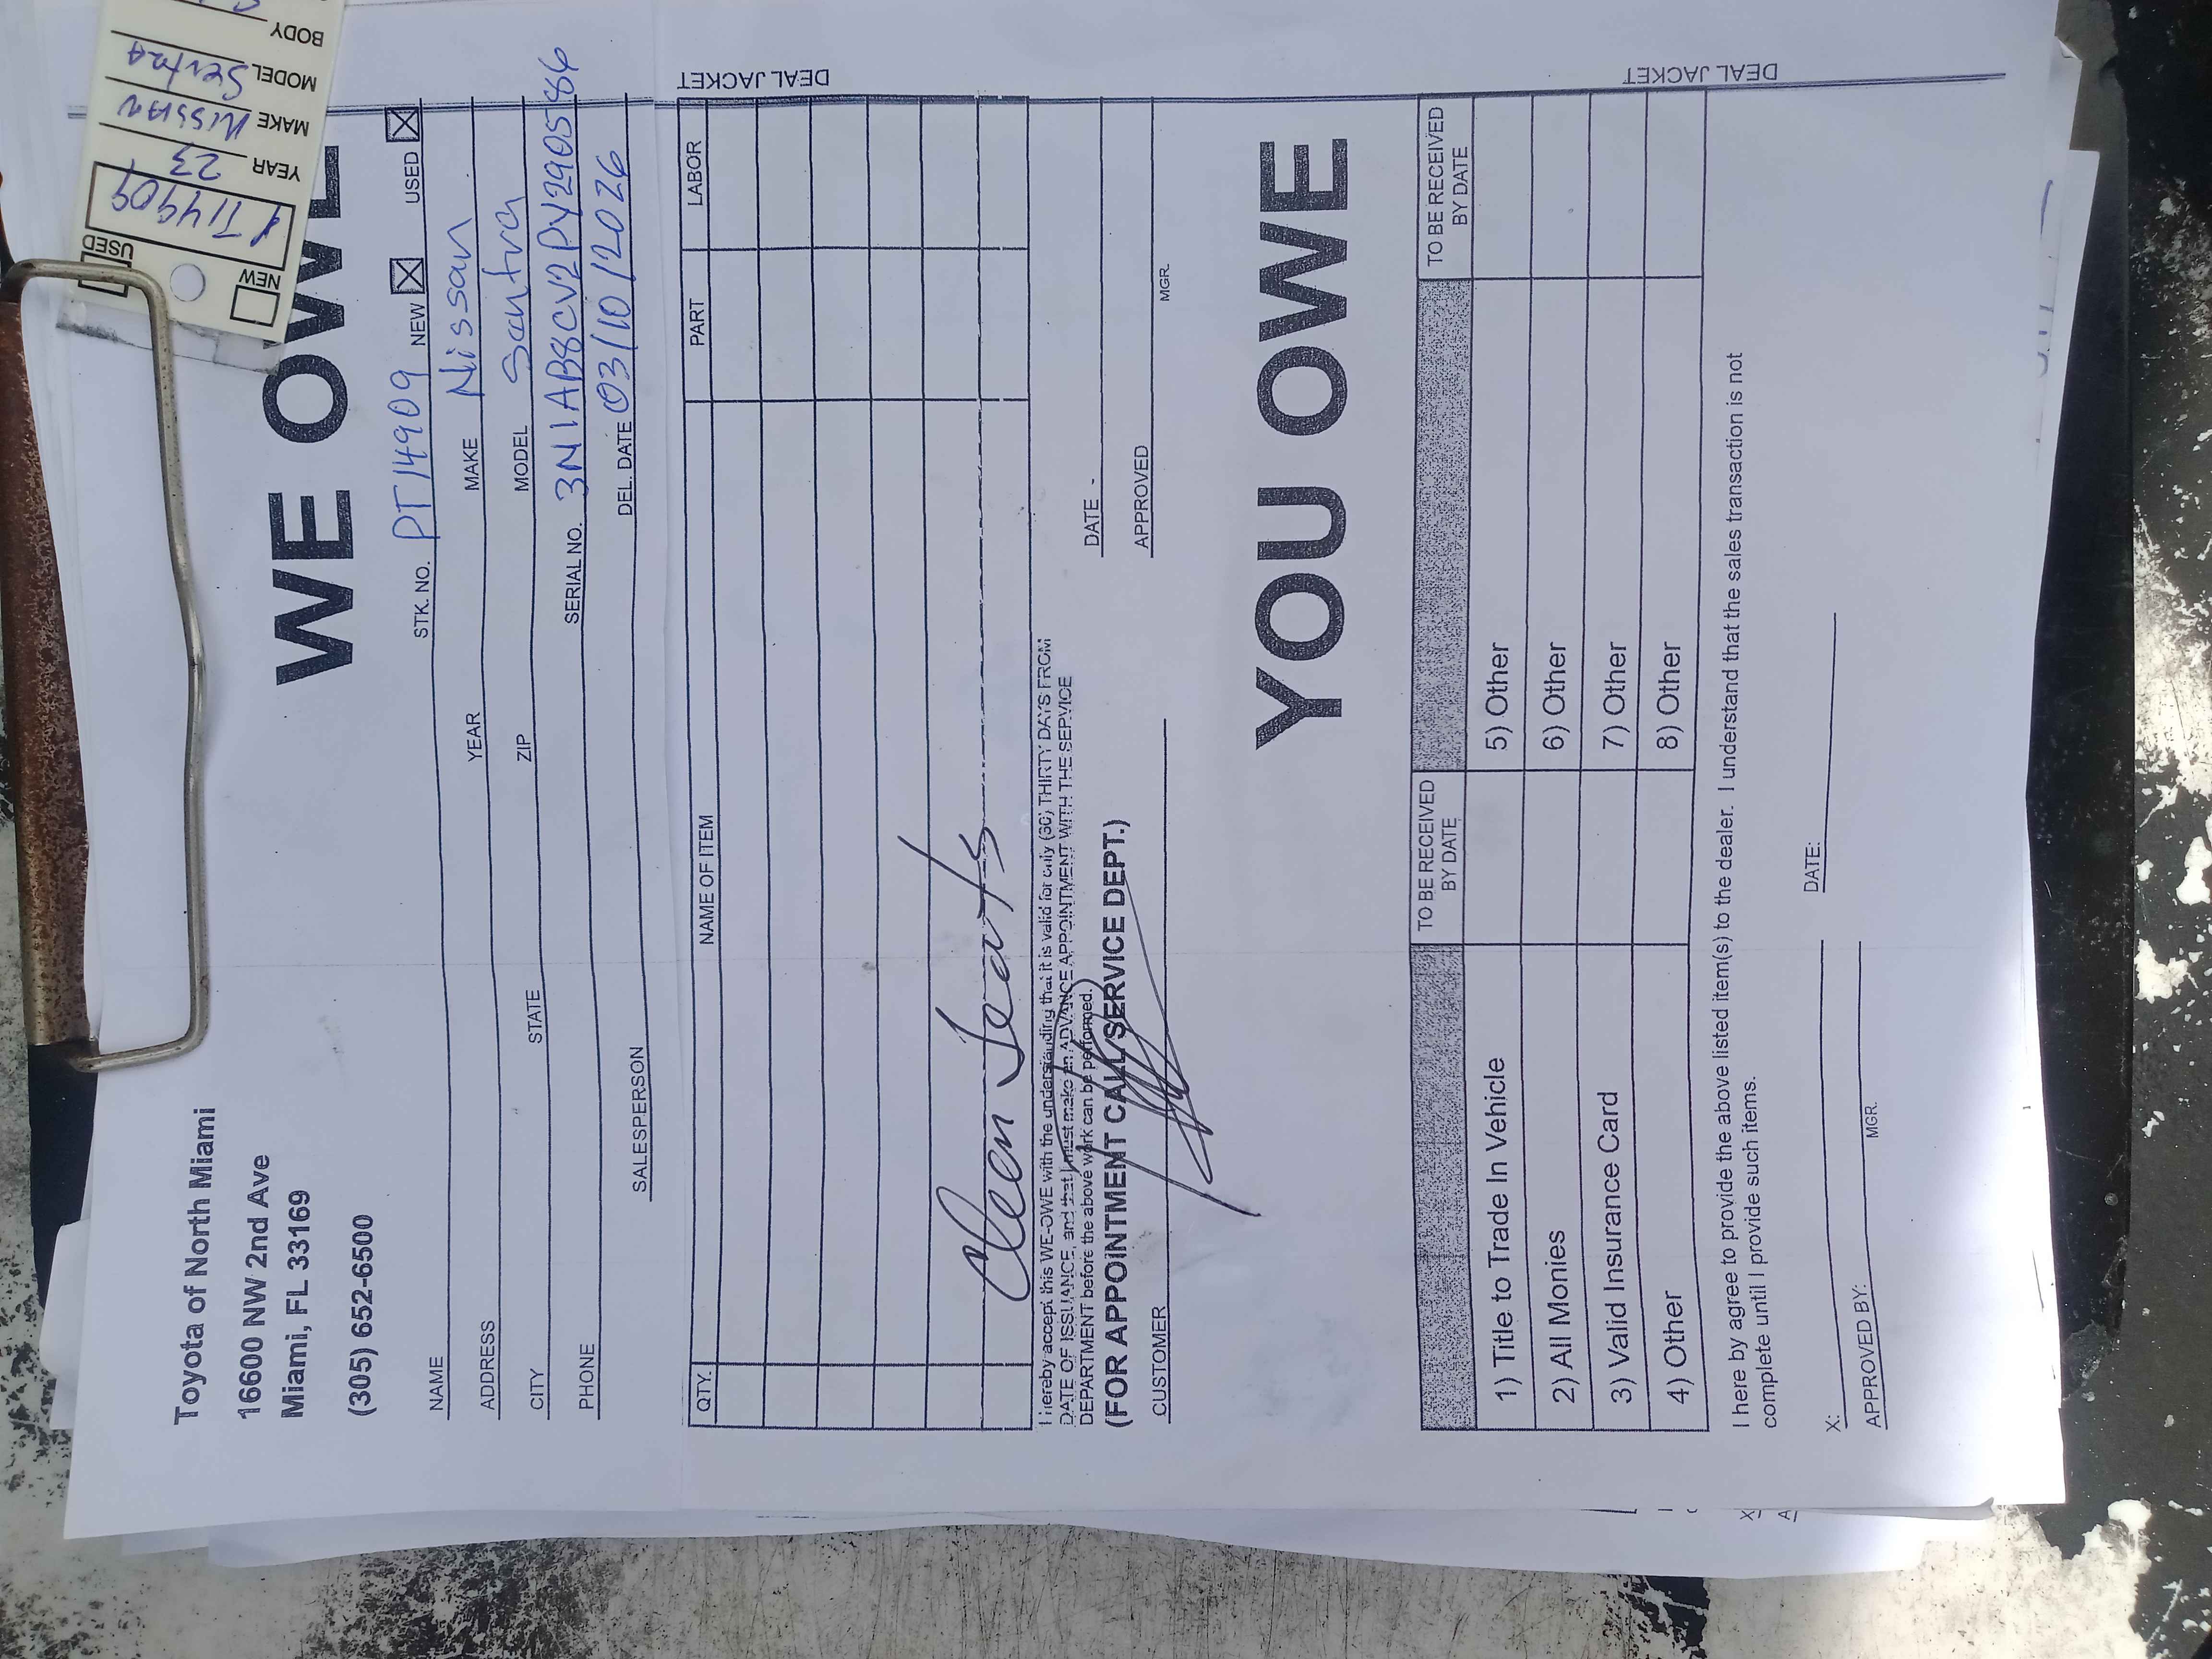 NEW USED
PT14909
YEAR 23
MAKE Nissan
MODEL Sentra
BODY
Toyota of North Miami
16600 NW 2nd Ave
Miami, FL 33169
(305) 652-6500
WE OWE
STK. NO. PT14909 NEW ☒ USED ☒
NAME
MAKE Nissan
ADDRESS YEAR
MODEL Sentra
CITY STATE ZIP
SERIAL NO. 3N1AB8CV2PY290586
PHONE
DEL. DATE 03/10/2026
SALESPERSON
DEAL JACKET
QTY. NAME OF ITEM PART LABOR
Cleen Seats
I hereby accept this WE-OWE with the understanding that it is valid for only (30) THIRTY DAYS FROM
DATE OF ISSUANCE, and that I must make an ADVANCE APPOINTMENT WITH THE SERVICE
DEPARTMENT before the above work can be performed.
(FOR APPOINTMENT CALL SERVICE DEPT.)
DATE -
CUSTOMER
APPROVED
MGR.
YOU OWE
TO BE RECEIVED BY DATE TO BE RECEIVED BY DATE
1) Title to Trade In Vehicle 5) Other
2) All Monies 6) Other
3) Valid Insurance Card 7) Other
4) Other 8) Other
DEAL JACKET
I here by agree to provide the above listed item(s) to the dealer. I understand that the sales transaction is not
complete until I provide such items.
X: DATE:
APPROVED BY:
MGR.